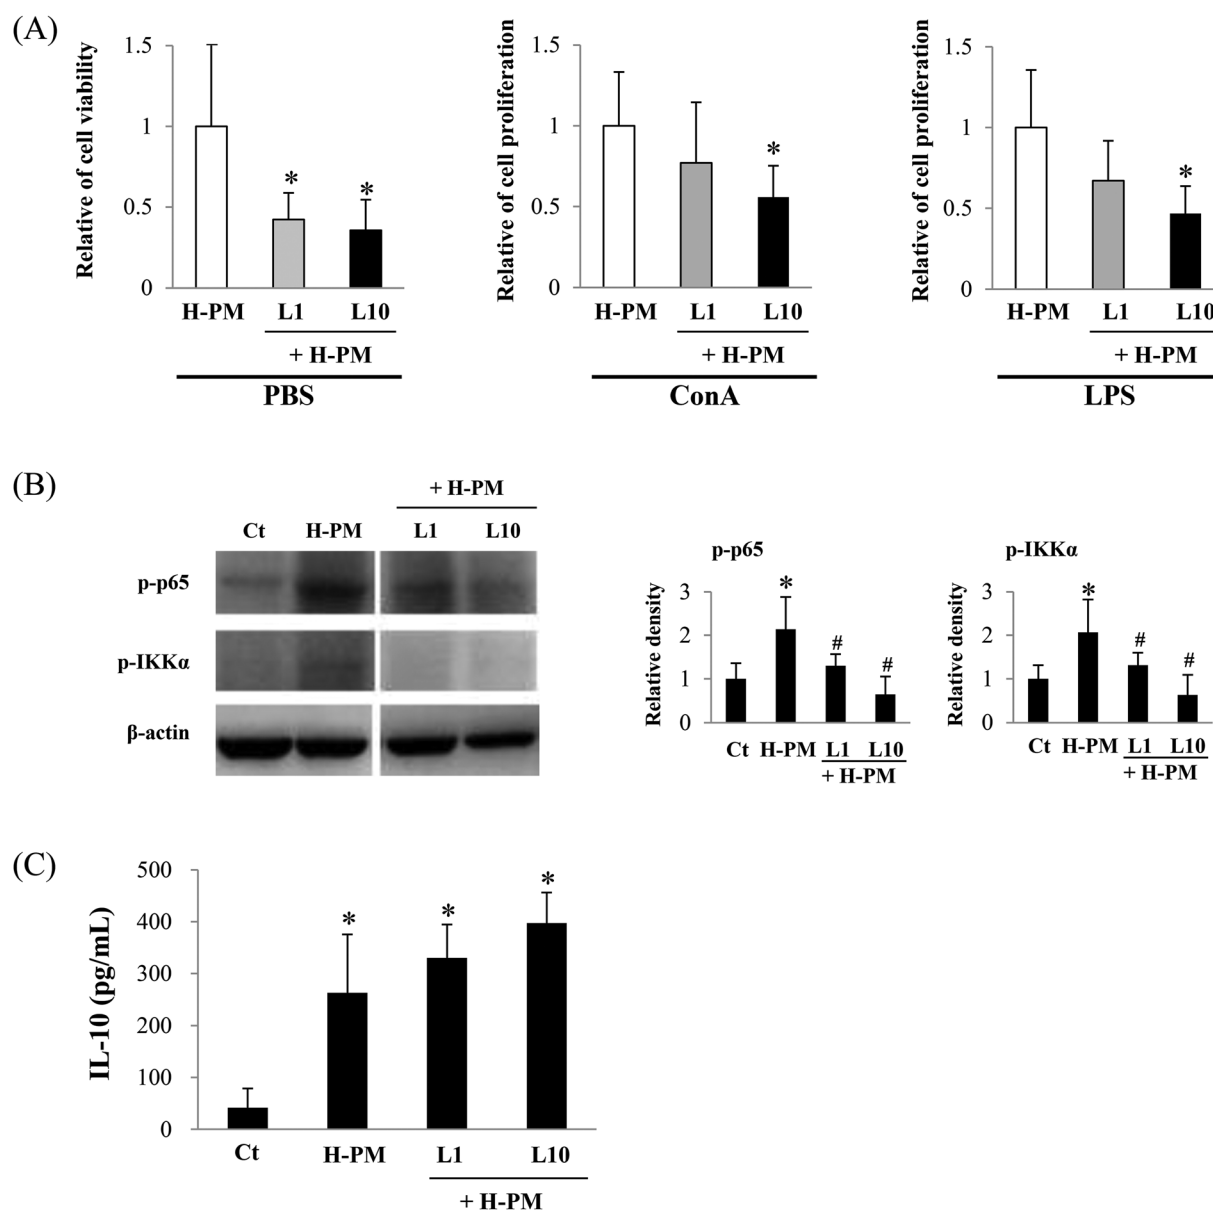 (A)
Relative of cell viability
1.5
1
0.5
0
*
*
H-PM
L1
L10
+ H-PM
PBS
Relative of cell proliferation
1.5
1
0.5
0
*
H-PM
L1
L10
+ H-PM
ConA
Relative of cell proliferation
1.5
1
0.5
0
*
H-PM
L1
L10
+ H-PM
LPS
(B)
+ H-PM
Ct
H-PM
L1
L10
p-p65
p-IKKα
β-actin
p-p65
Relative density
3
2
1
0
*
#
#
Ct
H-PM
L1
L10
+ H-PM
p-IKKα
Relative density
3
2
1
0
*
#
#
Ct
H-PM
L1
L10
+ H-PM
(C)
IL-10 (pg/mL)
500
400
300
200
100
0
*
*
*
Ct
H-PM
L1
L10
+ H-PM